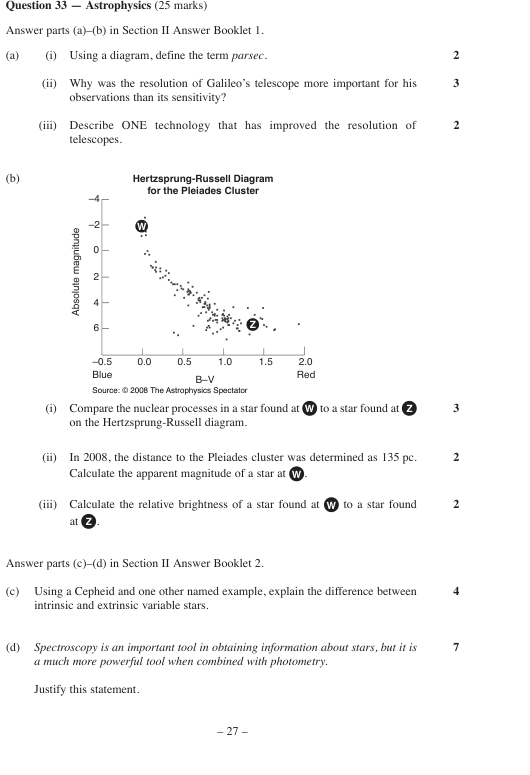 Question 33 — Astrophysics (25 marks)
Answer parts (a)–(b) in Section II Answer Booklet 1.
(a) (i) Using a diagram, define the term parsec. 2
(ii) Why was the resolution of Galileo's telescope more important for his 3
observations than its sensitivity?
(iii) Describe ONE technology that has improved the resolution of 2
telescopes.
(b) Hertzsprung-Russell Diagram
for the Pleiades Cluster
–4
–2
0
2
4
6
Absolute magnitude
W
Z
–0.5 0.0 0.5 1.0 1.5 2.0
Blue Red
B–V
Source: © 2008 The Astrophysics Spectator
(i) Compare the nuclear processes in a star found at W to a star found at Z 3
on the Hertzsprung-Russell diagram.
(ii) In 2008, the distance to the Pleiades cluster was determined as 135 pc. 2
Calculate the apparent magnitude of a star at W.
(iii) Calculate the relative brightness of a star found at W to a star found 2
at Z.
Answer parts (c)–(d) in Section II Answer Booklet 2.
(c) Using a Cepheid and one other named example, explain the difference between 4
intrinsic and extrinsic variable stars.
(d) Spectroscopy is an important tool in obtaining information about stars, but it is 7
a much more powerful tool when combined with photometry.
Justify this statement.
– 27 –